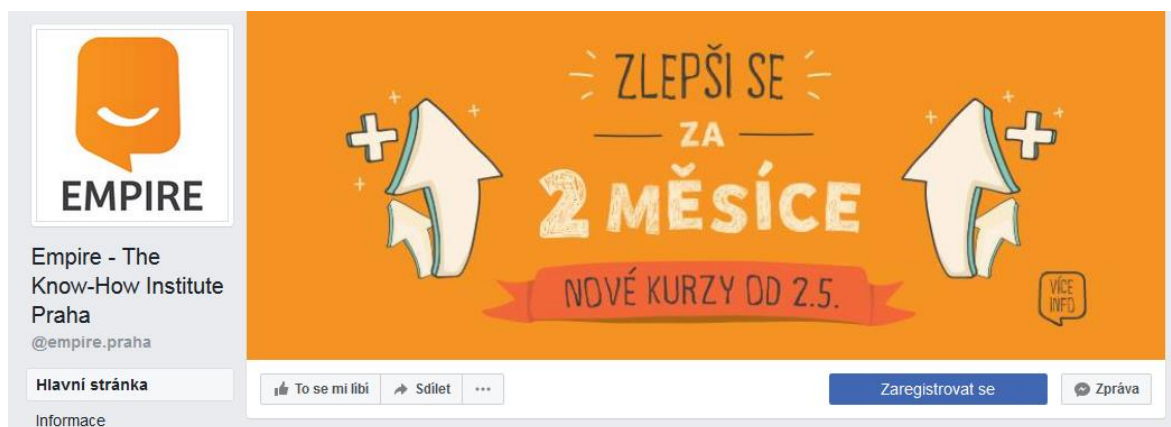 EMPIRE
Empire - The
Know-How Institute
Praha
@empire.praha
Hlavní stránka
Informace
ZLEPŠI SE
ZA
2 MĚSÍCE
NOVÉ KURZY OD 2.5.
VÍCE
INFO
To se mi líbí
Sdílet
Zaregistrovat se
Zpráva